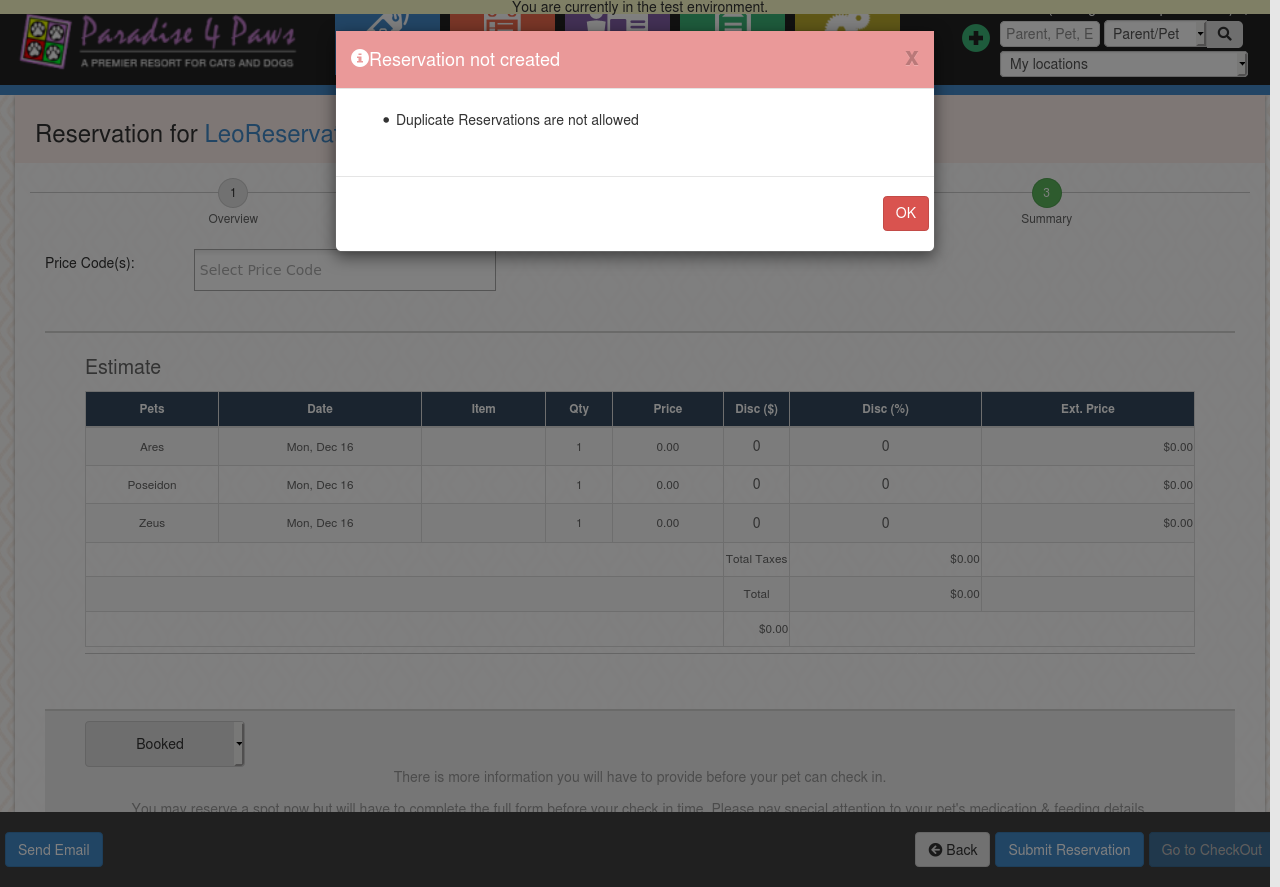 You are currently in the test environment.
Paradise 4 Paws
A PREMIER RESORT FOR CATS AND DOGS
Parent, Pet, E
Parent/Pet
My locations
Reservation not created
X
Duplicate Reservations are not allowed
OK
Reservation for LeoReserva
1
Overview
3
Summary
Price Code(s):
Select Price Code
Estimate
Pets Date Item Qty Price Disc ($) Disc (%) Ext. Price
Ares Mon, Dec 16 1 0.00 0 0 $0.00
Poseidon Mon, Dec 16 1 0.00 0 0 $0.00
Zeus Mon, Dec 16 1 0.00 0 0 $0.00
Total Taxes $0.00
Total $0.00
$0.00
Booked
There is more information you will have to provide before your pet can check in.
You may reserve a spot now but will have to complete the full form before your check in time. Please pay special attention to your pet's medication & feeding details
Send Email
Back
Submit Reservation
Go to CheckOut